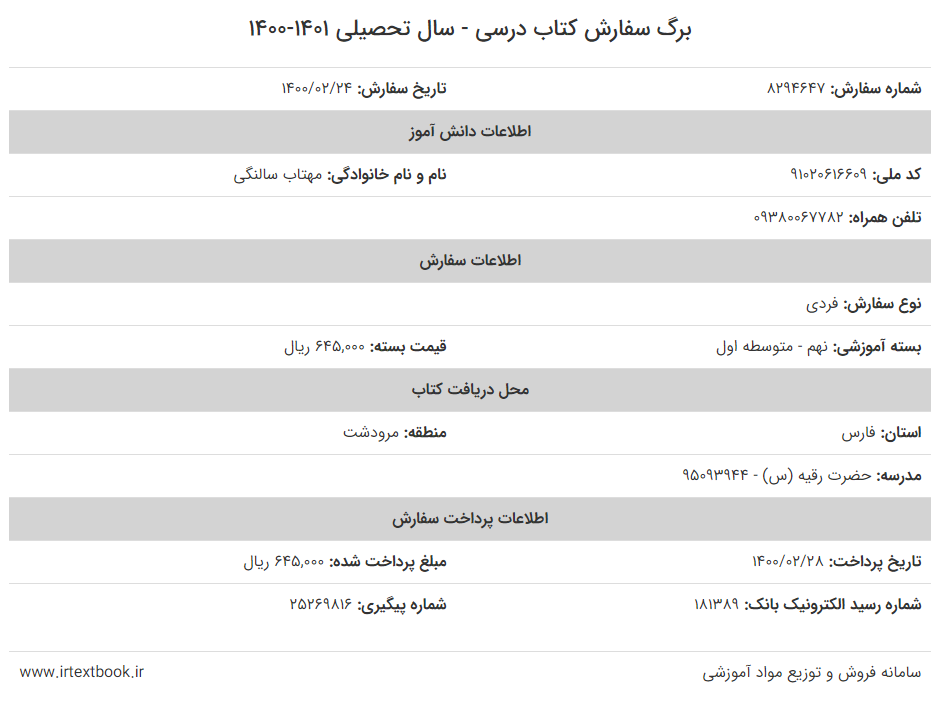 برگ سفارش کتاب درسی - سال تحصیلی ۱۴۰۱-۱۴۰۰
شماره سفارش: ۸۲۹۴۶۴۷ تاریخ سفارش: ۱۴۰۰/۰۲/۲۴
اطلاعات دانش آموز
کد ملی: ۹۱۰۲۰۶۱۶۶۰۹ نام و نام خانوادگی: مهتاب سالنگی
تلفن همراه: ۰۹۳۸۰۰۶۷۷۸۲
اطلاعات سفارش
نوع سفارش: فردی
بسته آموزشی: نهم - متوسطه اول قیمت بسته: ۶۴۵,۰۰۰ ریال
محل دریافت کتاب
استان: فارس منطقه: مرودشت
مدرسه: حضرت رقیه (س) - ۹۵۰۹۳۹۴۴
اطلاعات پرداخت سفارش
تاریخ پرداخت: ۱۴۰۰/۰۲/۲۸ مبلغ پرداخت شده: ۶۴۵,۰۰۰ ریال
شماره رسید الکترونیک بانک: ۱۸۱۳۸۹ شماره پیگیری: ۲۵۲۶۹۸۱۶
سامانه فروش و توزیع مواد آموزشی www.irtextbook.ir